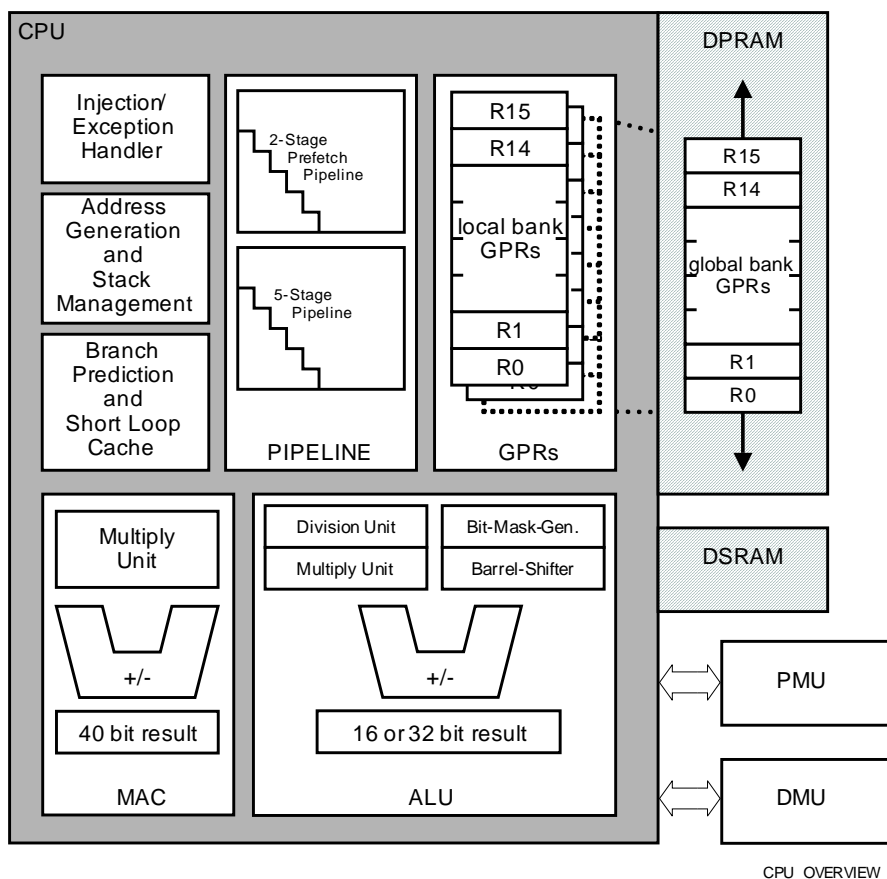 CPU
Injection/
Exception
Handler
Address
Generation
and
Stack
Management
Branch
Prediction
and
Short Loop
Cache
2-Stage
Prefetch
Pipeline
5-Stage
Pipeline
PIPELINE
R15
R14
local bank
GPRs
R1
R0
GPRs
DPRAM
R15
R14
global bank
GPRs
R1
R0
Multiply
Unit
+/-
40 bit result
MAC
Division Unit
Bit-Mask-Gen.
Multiply Unit
Barrel-Shifter
+/-
16 or 32 bit result
ALU
DSRAM
PMU
DMU
CPU OVERVIEW